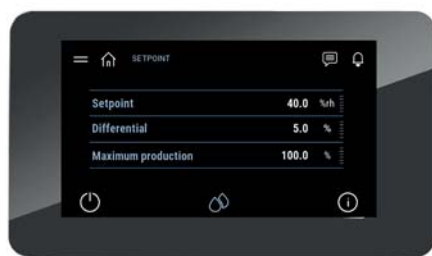 SETPOINT
Setpoint 40.0 %rh
Differential 5.0 %
Maximum production 100.0 %